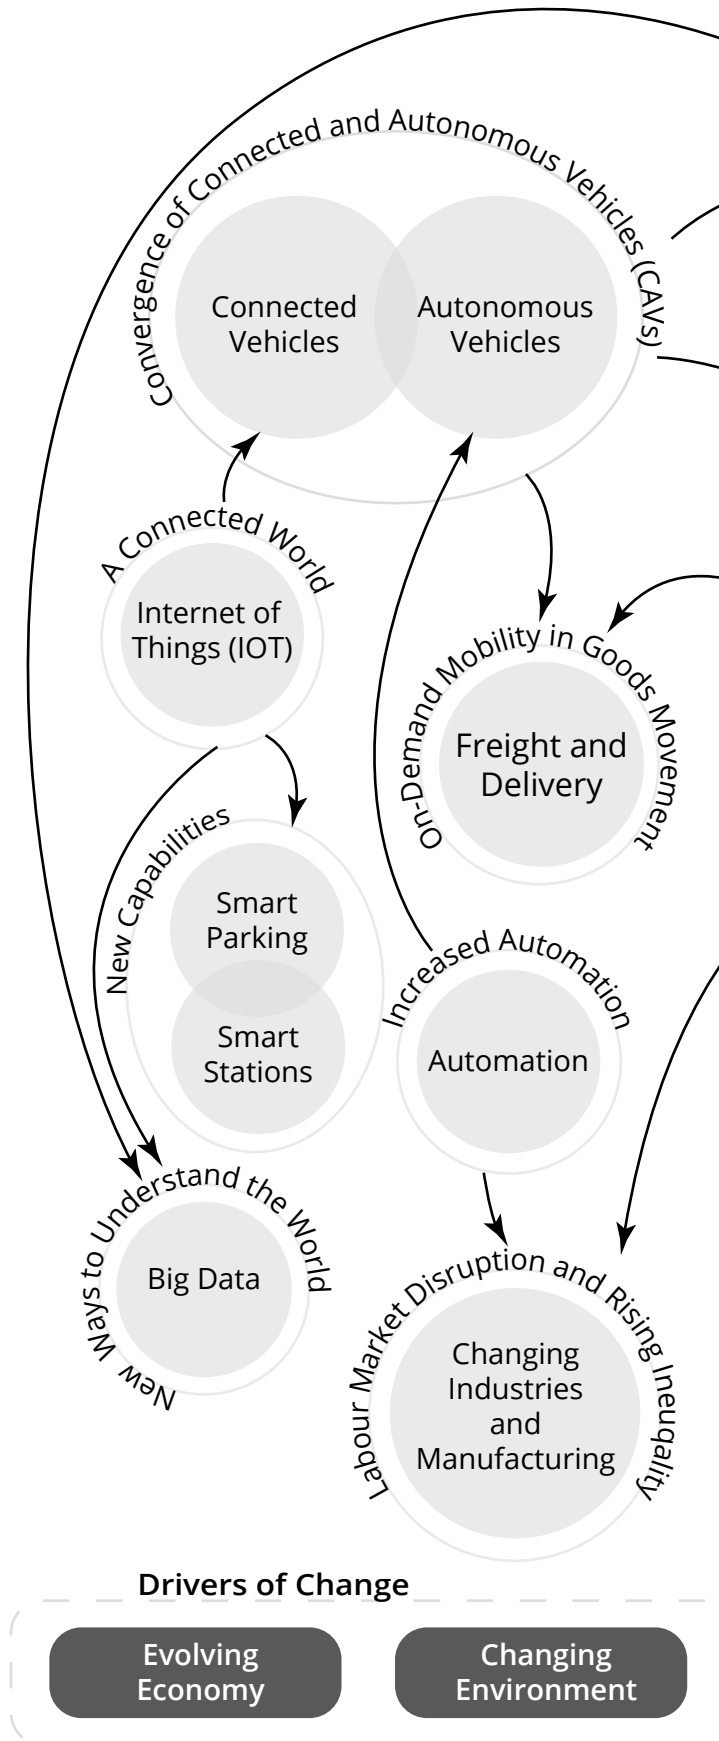 Convergence of Connected and Autonomous Vehicles (CAVs)
Connected
Vehicles
Autonomous
Vehicles
A Connected World
Internet of
Things (IOT)
On-Demand Mobility in Goods Movement
Freight and
Delivery
New Capabilities
Smart
Parking
Smart
Stations
Increased Automation
Automation
New Ways to Understand the World
Big Data
Labour Market Disruption and Rising Ineuqality
Changing
Industries
and
Manufacturing
Drivers of Change
Evolving
Economy
Changing
Environment